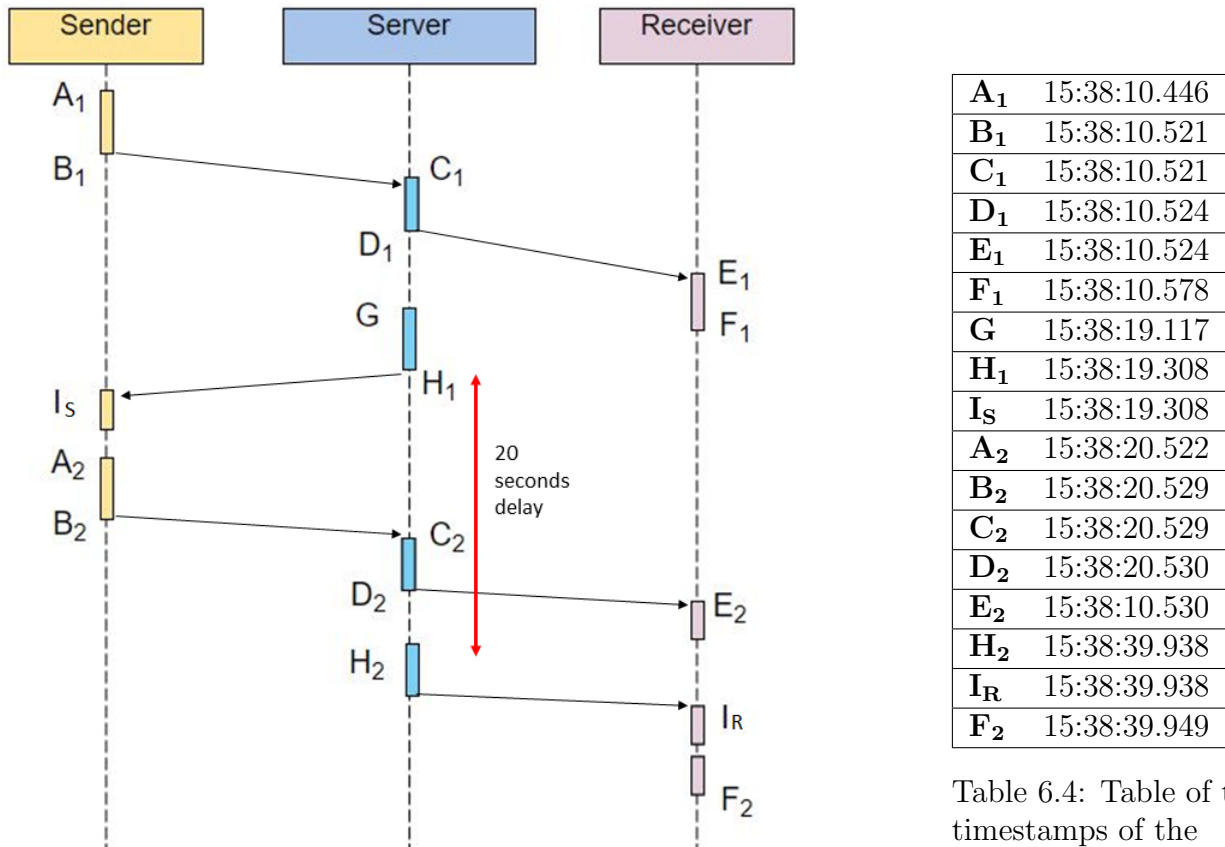 Sender Server Receiver
A1
B1
C1
D1
E1
F1
G
H1
IS
20
seconds
delay
A2
B2
C2
D2
E2
H2
IR
F2
A1 15:38:10.446
B1 15:38:10.521
C1 15:38:10.521
D1 15:38:10.524
E1 15:38:10.524
F1 15:38:10.578
G 15:38:19.117
H1 15:38:19.308
IS 15:38:19.308
A2 15:38:20.522
B2 15:38:20.529
C2 15:38:20.529
D2 15:38:20.530
E2 15:38:10.530
H2 15:38:39.938
IR 15:38:39.938
F2 15:38:39.949
Table 6.4: Table of
timestamps of the